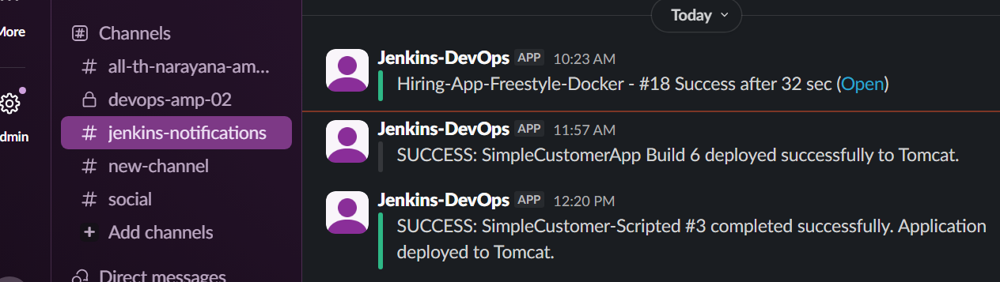 More
dmin
Channels
# all-th-narayana-am...
devops-amp-02
# jenkins-notifications
# new-channel
# social
+ Add channels
Direct messages
Today
Jenkins-DevOps APP 10:23 AM
Hiring-App-Freestyle-Docker - #18 Success after 32 sec (Open)
Jenkins-DevOps APP 11:57 AM
SUCCESS: SimpleCustomerApp Build 6 deployed successfully to Tomcat.
Jenkins-DevOps APP 12:20 PM
SUCCESS: SimpleCustomer-Scripted #3 completed successfully. Application
deployed to Tomcat.